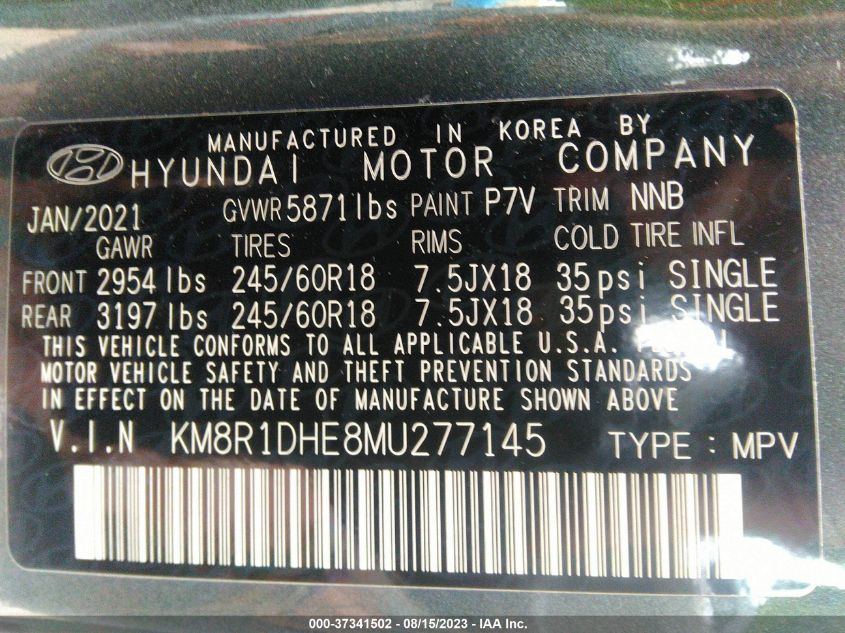 MANUFACTURED IN KOREA BY
HYUNDAI MOTOR COMPANY
JAN/2021 GVWR 5871lbs PAINT P7V TRIM NNB
GAWR TIRES RIMS COLD TIRE INFL
FRONT 2954 lbs 245/60R18 7.5JX18 35psi SINGLE
REAR 3197 lbs 245/60R18 7.5JX18 35psi SINGLE
THIS VEHICLE CONFORMS TO ALL APPLICABLE U.S.A.
MOTOR VEHICLE SAFETY AND THEFT PREVENTION STANDARDS
IN EFFECT ON THE DATE OF MANUFACTURE SHOWN ABOVE
V.I.N KM8R1DHE8MU277145 TYPE : MPV
000-37341502 - 08/15/2023 - IAA Inc.